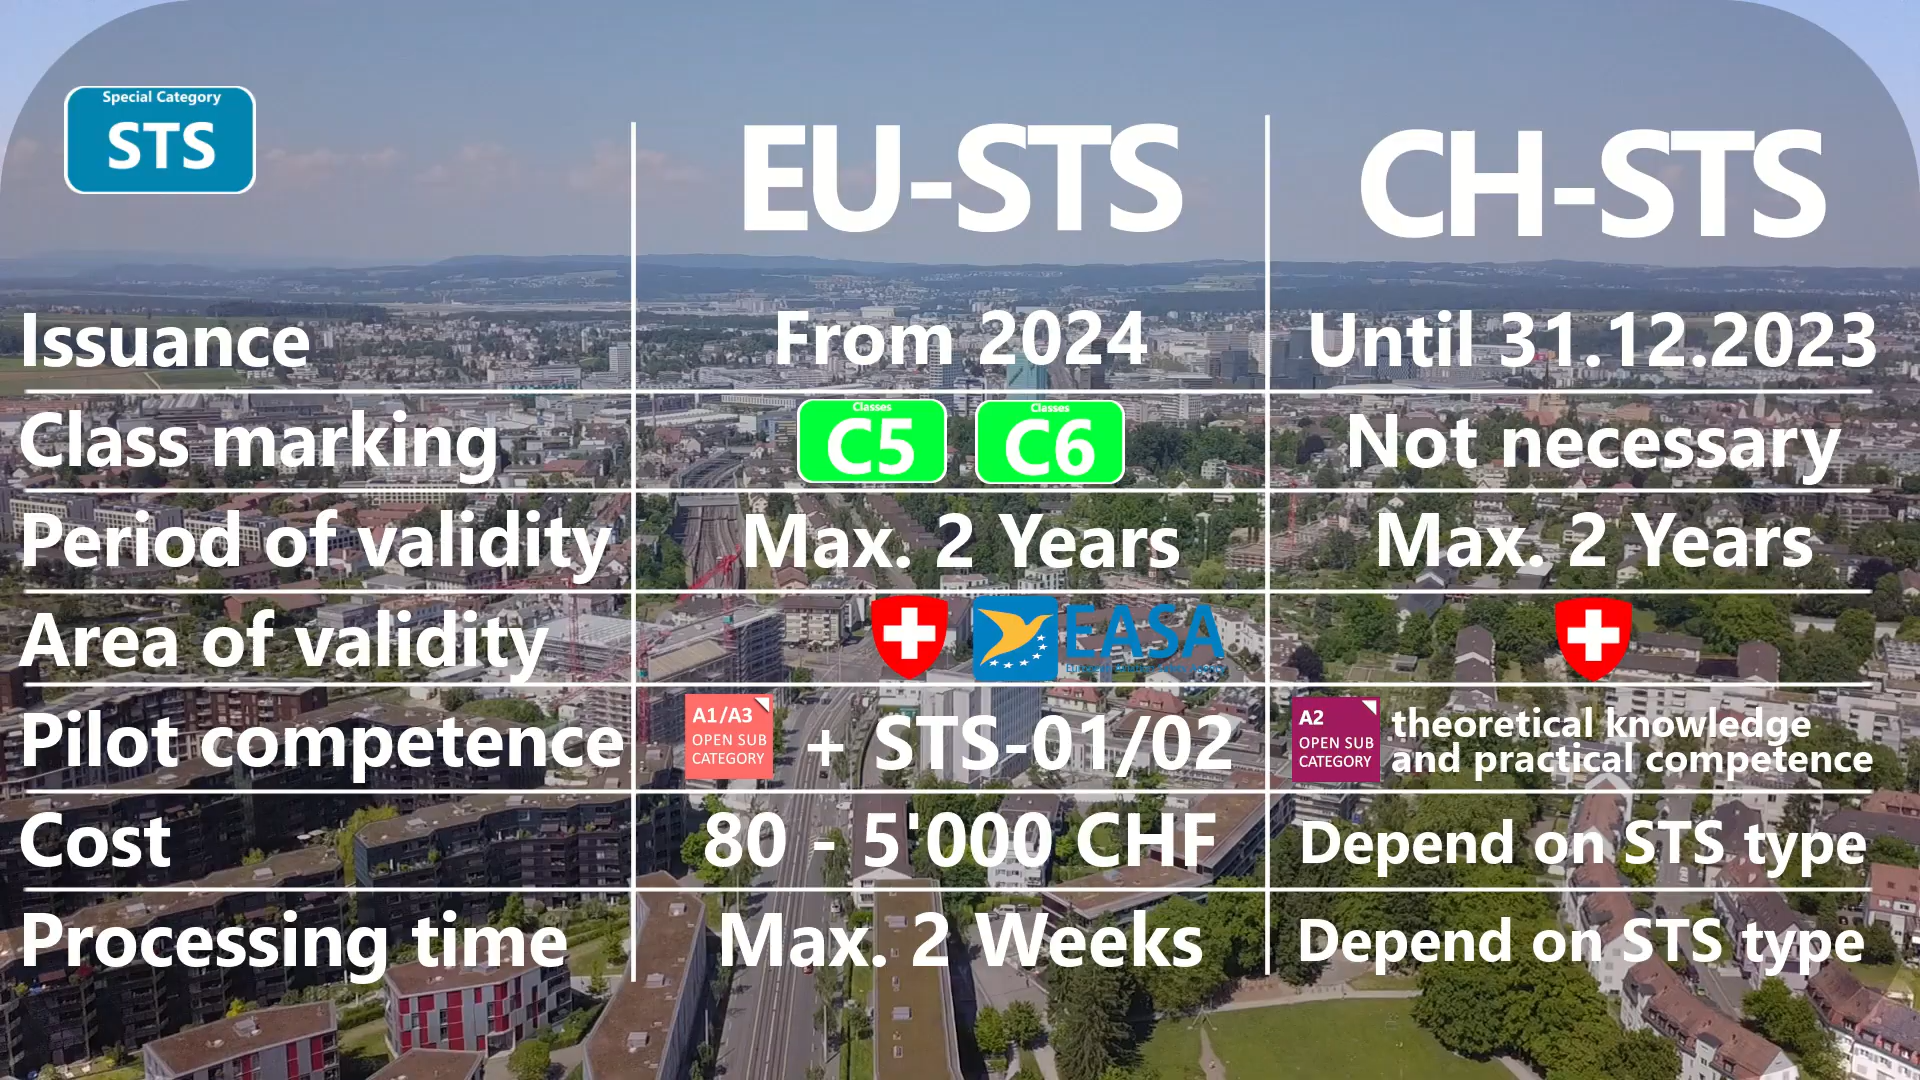 Special Category
STS
EU-STS
CH-STS
Issuance
From 2024
Until 31.12.2023
Class marking
Classes
C5
Classes
C6
Not necessary
Period of validity
Max. 2 Years
Max. 2 Years
Area of validity
EASA
Pilot competence
A1/A3
OPEN SUB
CATEGORY
+ STS-01/02
A2
OPEN SUB
CATEGORY
theoretical knowledge
and practical competence
Cost
80 - 5'000 CHF
Depend on STS type
Processing time
Max. 2 Weeks
Depend on STS type